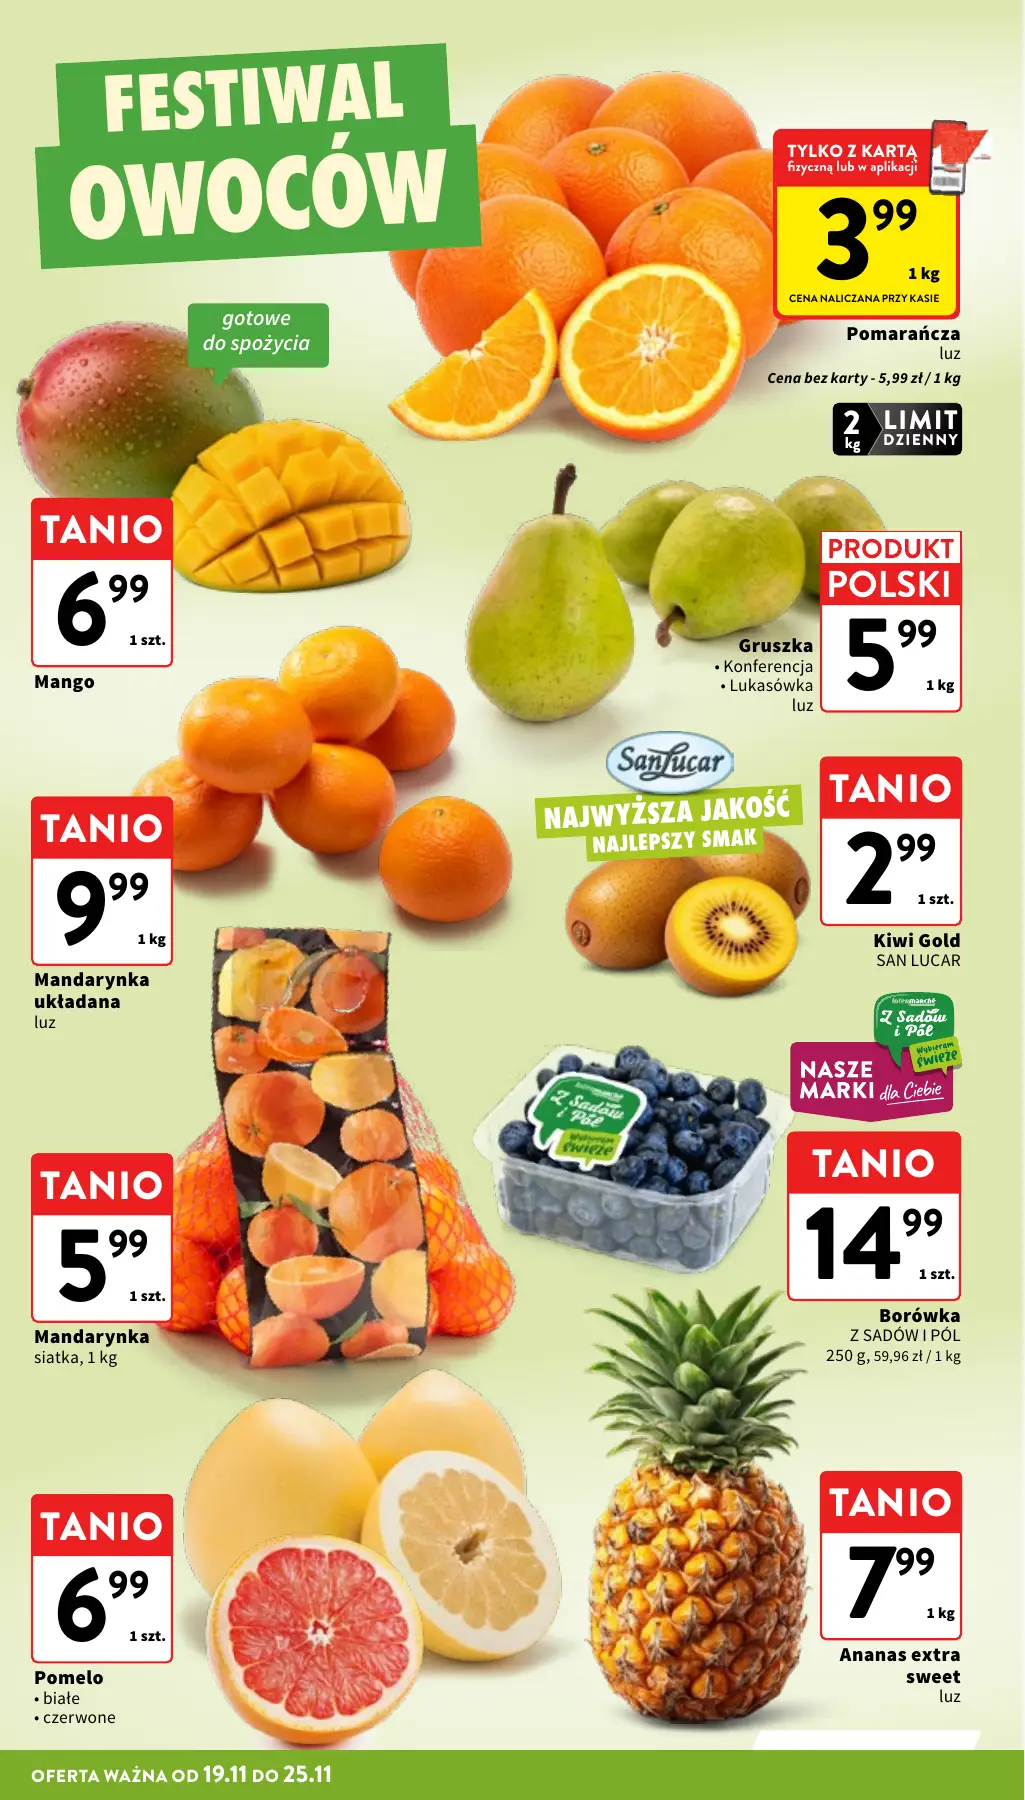 FESTIWAL
OWOCÓW
TYLKO Z KARTĄ
fizyczną lub w aplikacji
3 99
1 kg
CENA NALICZANA PRZY KASIE
Pomarańcza
luz
Cena bez karty - 5,99 zł / 1 kg
2 kg LIMIT DZIENNY
gotowe
do spożycia
TANIO
6 99
1 szt.
Mango
PRODUKT
POLSKI
5 99
1 kg
Gruszka
• Konferencja
• Lukasówka
luz
TANIO
9 99
1 kg
Mandarynka
układana
luz
SanLucar
NAJWYŻSZA JAKOŚĆ
NAJLEPSZY SMAK
TANIO
2 99
1 szt.
Kiwi Gold
SAN LUCAR
Intermarché
Z Sadów
i Pól
Wybieram
świeże
NASZE
MARKI dla Ciebie
Z Sadów
i Pól
Wybieram
świeże
TANIO
14 99
1 szt.
Borówka
Z SADÓW I PÓL
250 g, 59,96 zł / 1 kg
TANIO
5 99
1 szt.
Mandarynka
siatka, 1 kg
TANIO
6 99
1 szt.
Pomelo
• białe
• czerwone
TANIO
7 99
1 kg
Ananas extra
sweet
luz
OFERTA WAŻNA OD 19.11 DO 25.11